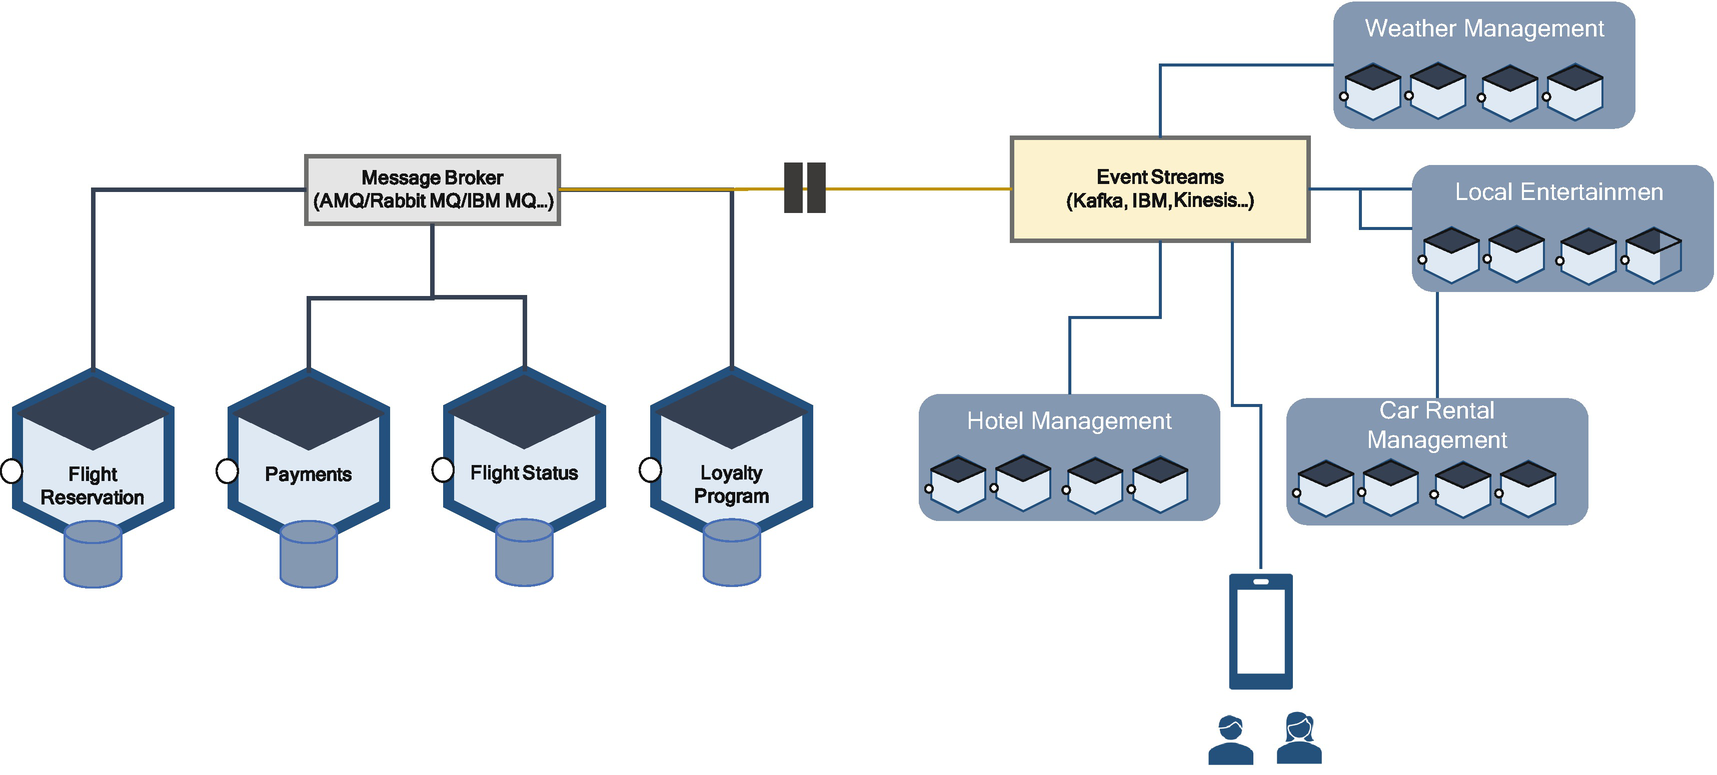 Weather Management
Message Broker
(AMQ/Rabbit MQ/IBM MQ...)
Event Streams
(Kafka, IBM, Kinesis...)
Local Entertainmen
Hotel Management
Car Rental
Management
Flight
Reservation
Payments
Flight Status
Loyalty
Program